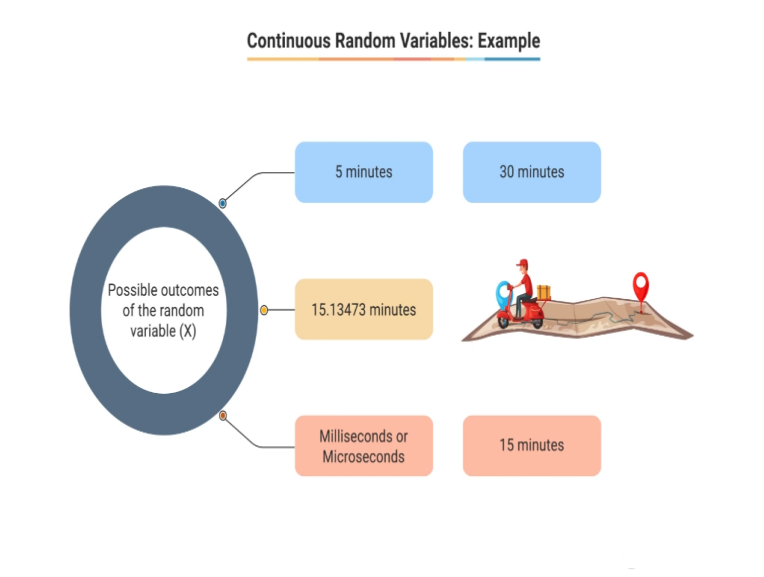 Continuous Random Variables: Example
5 minutes
30 minutes
Possible outcomes
of the random
variable (X)
15.13473 minutes
Milliseconds or
Microseconds
15 minutes